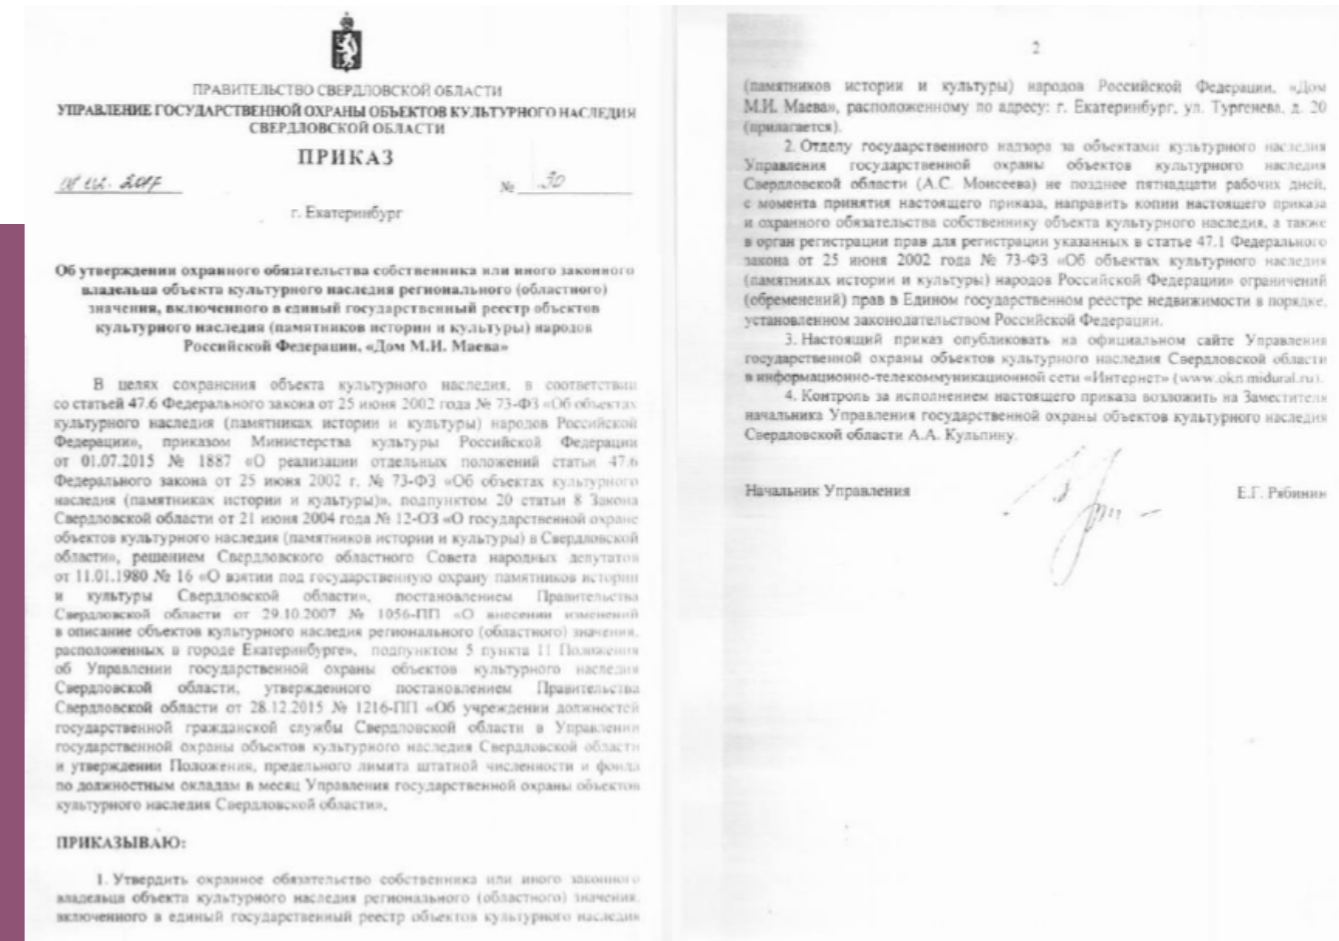 ПРАВИТЕЛЬСТВО СВЕРДЛОВСКОЙ ОБЛАСТИ
УПРАВЛЕНИЕ ГОСУДАРСТВЕННОЙ ОХРАНЫ ОБЪЕКТОВ КУЛЬТУРНОГО НАСЛЕДИЯ
СВЕРДЛОВСКОЙ ОБЛАСТИ
ПРИКАЗ
2017 № 30
г. Екатеринбург
Об утверждении охранного обязательства собственника или иного законного
владельца объекта культурного наследия регионального (областного)
значения, включенного в единый государственный реестр объектов
культурного наследия (памятников истории и культуры) народов
Российской Федерации, «Дом М.И. Маева»
В целях сохранения объекта культурного наследия, в соответствии
со статьей 47.6 Федерального закона от 25 июня 2002 года № 73-ФЗ «Об объектах
культурного наследия (памятниках истории и культуры) народов Российской
Федерации», приказом Министерства культуры Российской Федерации
от 01.07.2015 № 1887 «О реализации отдельных положений статьи 47.6
Федерального закона от 25 июня 2002 г. № 73-ФЗ «Об объектах культурного
наследия (памятниках истории и культуры)», подпунктом 20 статьи 8 Закона
Свердловской области от 21 июня 2004 года № 12-ОЗ «О государственной охране
объектов культурного наследия (памятников истории и культуры) в Свердловской
области», решением Свердловского областного Совета народных депутатов
от 11.01.1980 № 16 «О взятии под государственную охрану памятников истории
и культуры Свердловской области», постановлением Правительства
Свердловской области от 29.10.2007 № 1056-ПП «О внесении изменений
в описание объектов культурного наследия регионального (областного) значения,
расположенных в городе Екатеринбурге», подпунктом 5 пункта 11 Положения
об Управлении государственной охраны объектов культурного наследия
Свердловской области, утвержденного постановлением Правительства
Свердловской области от 28.12.2015 № 1216-ПП «Об учреждении должностей
государственной гражданской службы Свердловской области в Управлении
государственной охраны объектов культурного наследия Свердловской области
и утверждении Положения, предельного лимита штатной численности и фонда
по должностным окладам в месяц Управления государственной охраны объектов
культурного наследия Свердловской области»,
ПРИКАЗЫВАЮ:
1. Утвердить охранное обязательство собственника или иного законного
владельца объекта культурного наследия регионального (областного) значения,
включенного в единый государственный реестр объектов культурного наследия
2
(памятников истории и культуры) народов Российской Федерации, «Дом
М.И. Маева», расположенному по адресу: г. Екатеринбург, ул. Тургенева, д. 20
(прилагается).
2. Отделу государственного надзора за объектами культурного наследия
Управления государственной охраны объектов культурного наследия
Свердловской области (А.С. Моисеева) не позднее пятнадцати рабочих дней,
с момента принятия настоящего приказа, направить копии настоящего приказа
и охранного обязательства собственнику объекта культурного наследия, а также
в орган регистрации прав для регистрации указанных в статье 47.1 Федерального
закона от 25 июня 2002 года № 73-ФЗ «Об объектах культурного наследия
(памятниках истории и культуры) народов Российской Федерации» ограничений
(обременений) прав в Едином государственном реестре недвижимости в порядке,
установленном законодательством Российской Федерации.
3. Настоящий приказ опубликовать на официальном сайте Управления
государственной охраны объектов культурного наследия Свердловской области
в информационно-телекоммуникационной сети «Интернет» (www.okn.midural.ru).
4. Контроль за исполнением настоящего приказа возложить на Заместителя
начальника Управления государственной охраны объектов культурного наследия
Свердловской области А.А. Кульпину.
Начальник Управления Е.Г. Рябинин